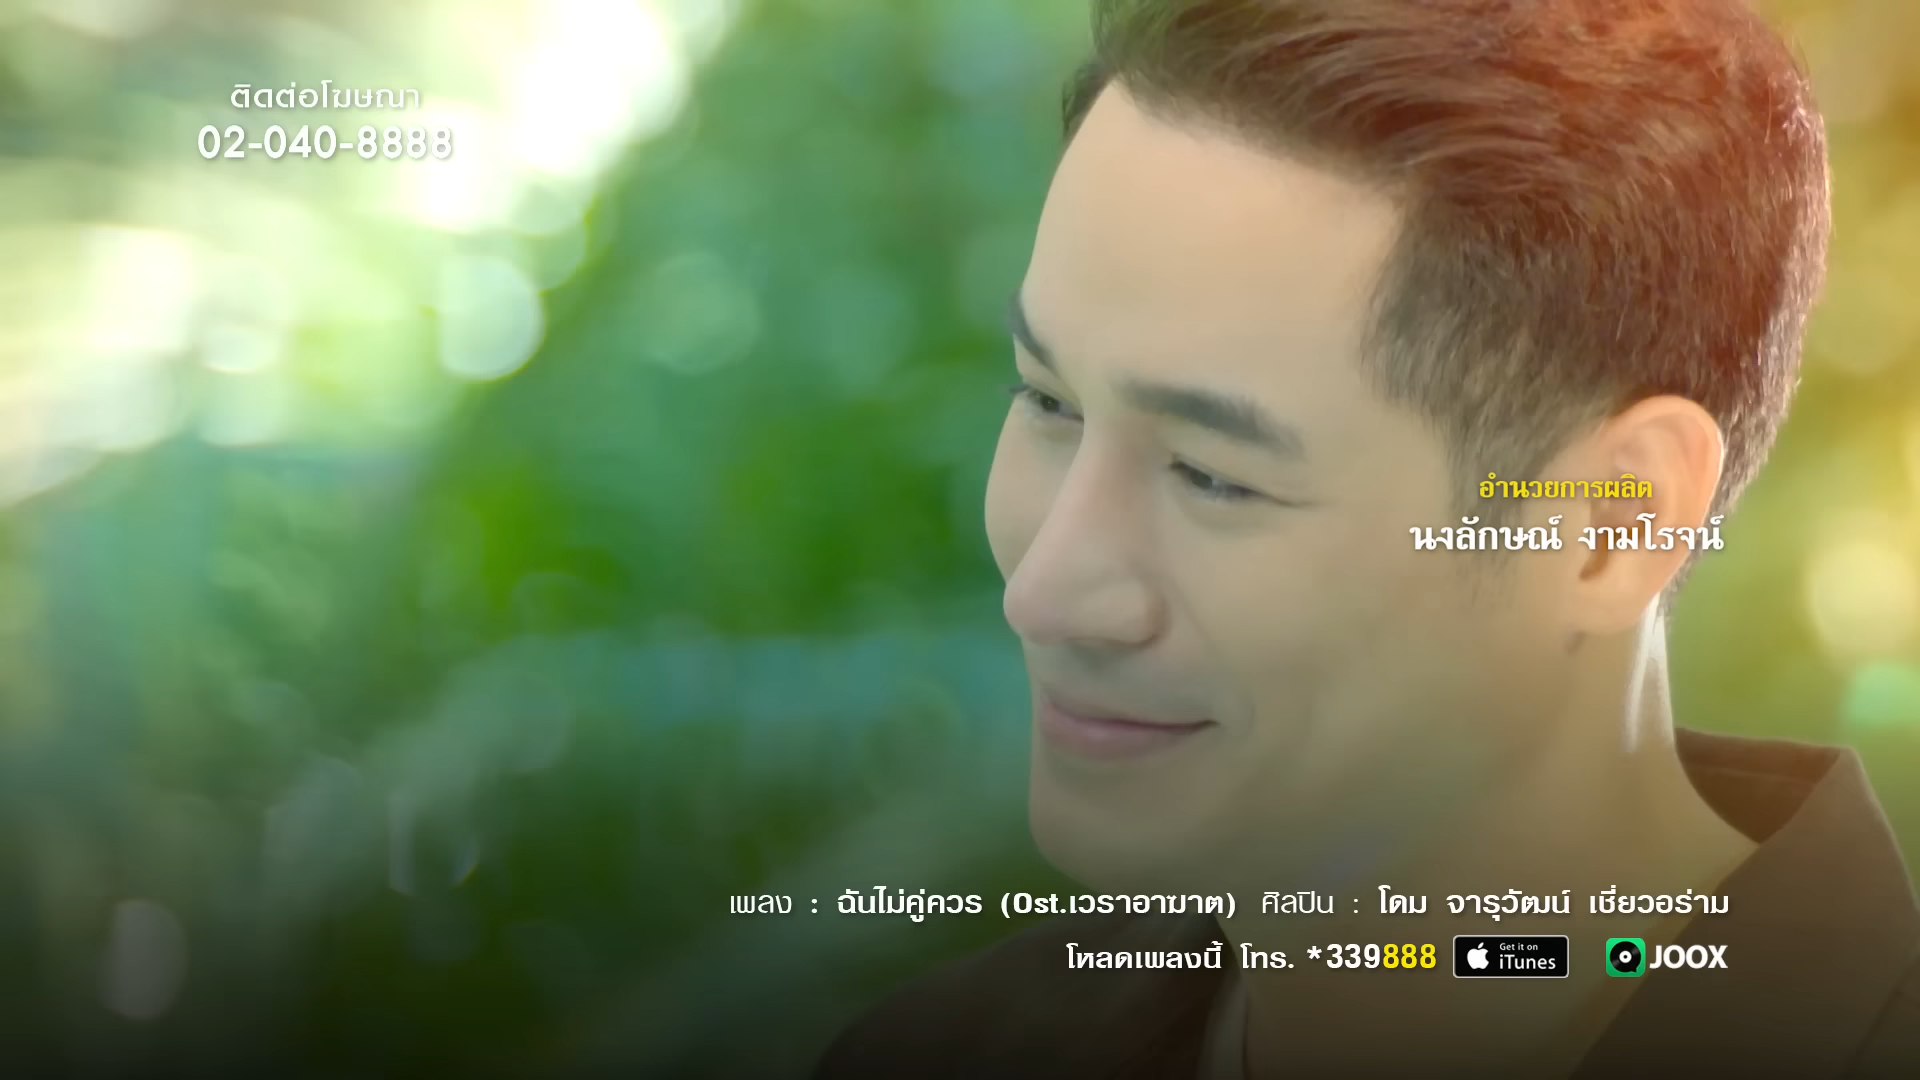 ติดต่อโฆษณา
02-040-8888
อำนวยการผลิต
นงลักษณ์ งามโรจน์
เพลง : ฉันไม่คู่ควร (Ost.เวราอาฆาต) ศิลปิน : โดม จารุวัฒน์ เชี่ยวอร่าม
โหลดเพลงนี้ โทร. *339888 Get it on iTunes JOOX